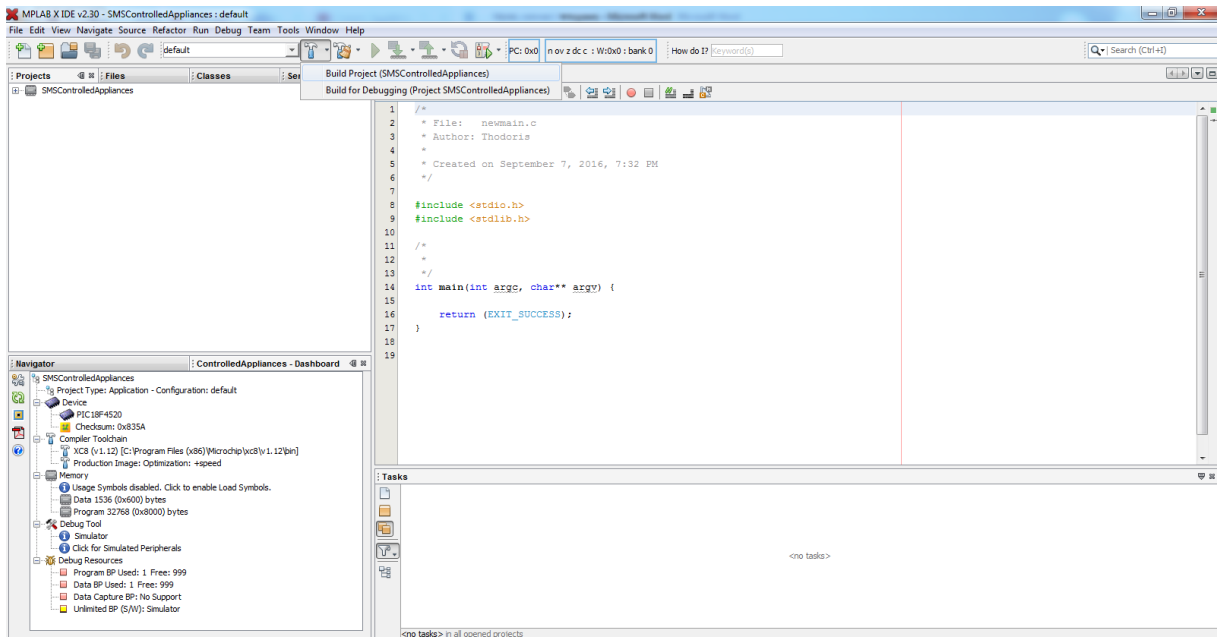 MPLAB X IDE v2.30 - SMSControlledAppliances : default
File Edit View Navigate Source Refactor Run Debug Team Tools Window Help
default
PC: 0x0
n ov z dc c : W:0x0 : bank 0
How do I? Keyword(s)
Search (Ctrl+I)
Projects
Files
Classes
Ser
Build Project (SMSControlledAppliances)
Build for Debugging (Project SMSControlledAppliances)
SMSControlledAppliances
1 /*
2 * File: newmain.c
3 * Author: Thodoris
4 *
5 * Created on September 7, 2016, 7:32 PM
6 */
7
8 #include <stdio.h>
9 #include <stdlib.h>
10
11 /*
12 *
13 */
14 int main(int argc, char** argv) {
15
16 return (EXIT_SUCCESS);
17 }
18
19
Navigator
ControlledAppliances - Dashboard
SMSControlledAppliances
Project Type: Application - Configuration: default
Device
PIC18F4520
Checksum: 0x835A
Compiler Toolchain
XC8 (v1.12) [C:\Program Files (x86)\Microchip\xc8\v1.12\bin]
Production Image: Optimization: +speed
Memory
Usage Symbols disabled. Click to enable Load Symbols.
Data 1536 (0x600) bytes
Program 32768 (0x8000) bytes
Debug Tool
Simulator
Click for Simulated Peripherals
Debug Resources
Program BP Used: 1 Free: 999
Data BP Used: 1 Free: 999
Data Capture BP: No Support
Unlimited BP (S/W): Simulator
Tasks
<no tasks>
<no tasks> in all opened projects